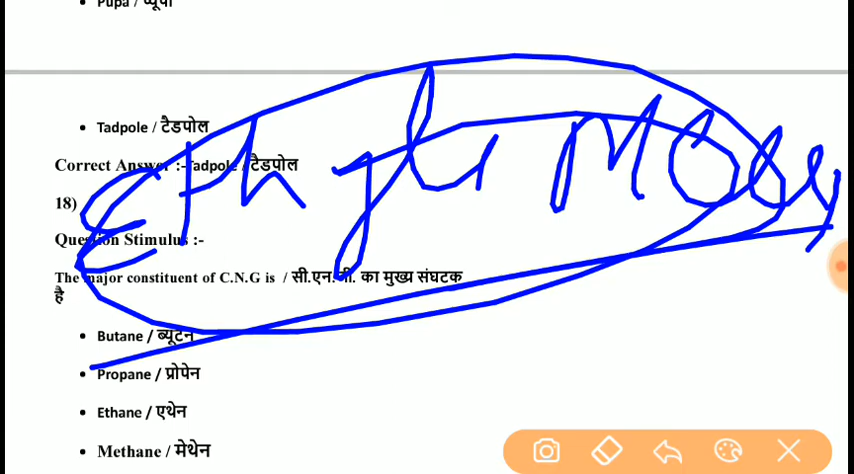 Pupa / प्यूपा
Tadpole / टैडपोल
Correct Answer :-Tadpole / टैडपोल
18)
Question Stimulus :-
The major constituent of C.N.G is / सी.एन.जी. का मुख्य संघटक
है
Butane / ब्यूटेन
Propane / प्रोपेन
Ethane / एथेन
Methane / मेथेन